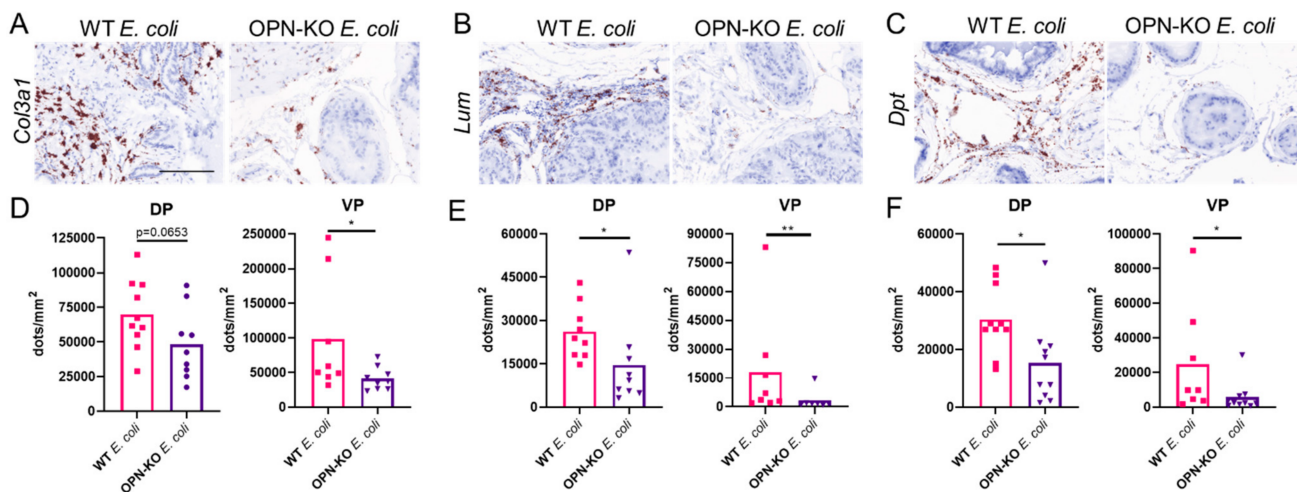 A WT E. coli OPN-KO E. coli B WT E. coli OPN-KO E. coli C WT E. coli OPN-KO E. coli
Col3a1 Lum Dpt
D DP VP E DP VP F DP VP
p=0.0653 * * ** * *
dots/mm²
125000
100000
75000
50000
25000
0
WT E. coli
OPN-KO E. coli
dots/mm²
250000
200000
150000
100000
50000
0
WT E. coli
OPN-KO E. coli
dots/mm²
60000
45000
30000
15000
0
WT E. coli
OPN-KO E. coli
dots/mm²
90000
75000
60000
45000
30000
15000
0
WT E. coli
OPN-KO E. coli
dots/mm²
60000
40000
20000
0
WT E. coli
OPN-KO E. coli
dots/mm²
100000
80000
60000
40000
20000
0
WT E. coli
OPN-KO E. coli